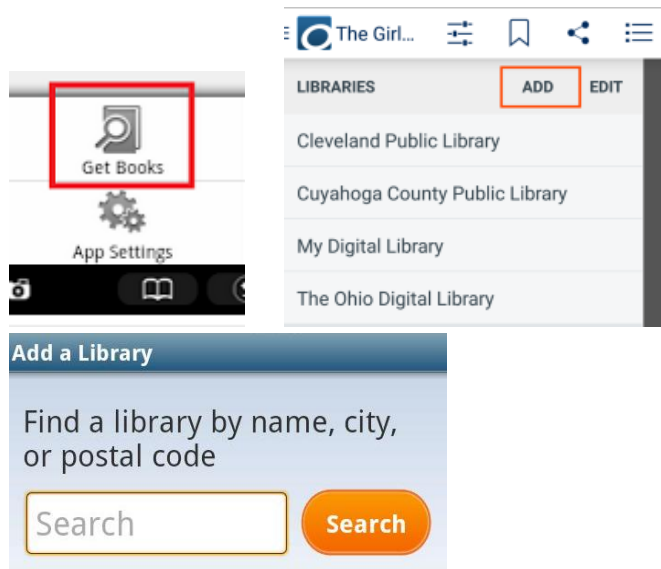 Get Books
App Settings
The Girl...
LIBRARIES ADD EDIT
Cleveland Public Library
Cuyahoga County Public Library
My Digital Library
The Ohio Digital Library
Add a Library
Find a library by name, city,
or postal code
Search Search